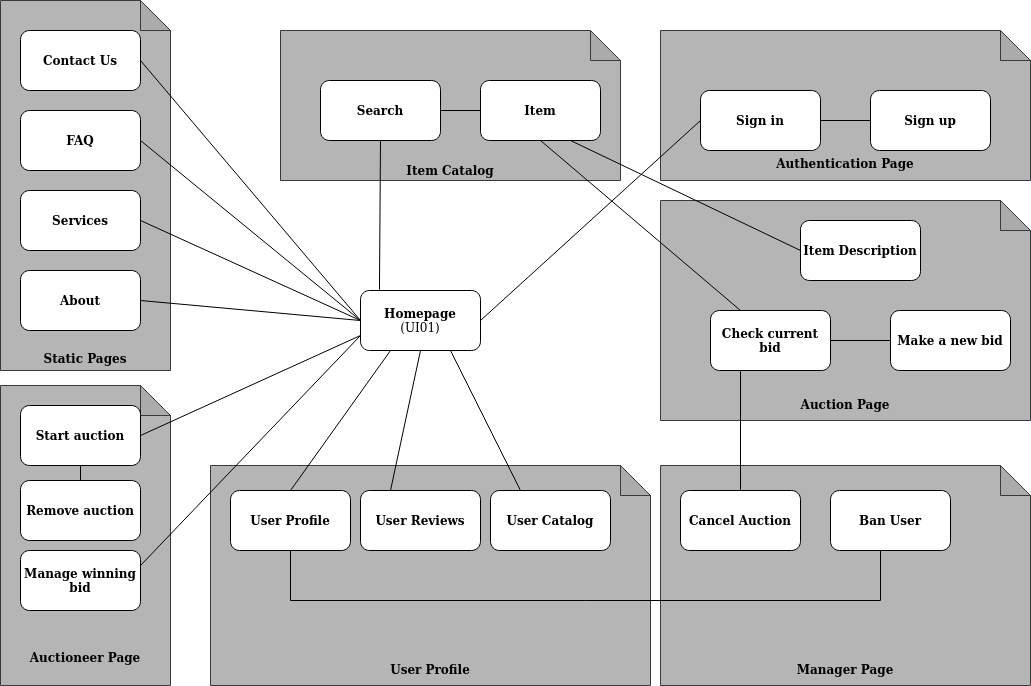 Contact Us
FAQ
Services
About
Static Pages
Search
Item
Item Catalog
Sign in
Sign up
Authentication Page
Item Description
Check current
bid
Make a new bid
Auction Page
Homepage
(UI01)
Start auction
Remove auction
Manage winning
bid
Auctioneer Page
User Profile
User Reviews
User Catalog
User Profile
Cancel Auction
Ban User
Manager Page